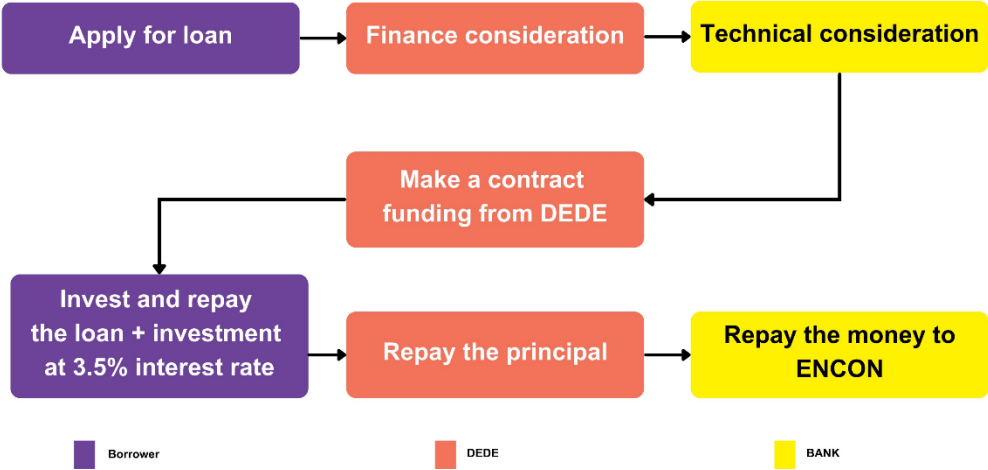 Apply for loan
Finance consideration
Technical consideration
Make a contract
funding from DEDE
Invest and repay
the loan + investment
at 3.5% interest rate
Repay the principal
Repay the money to
ENCON
Borrower
DEDE
BANK